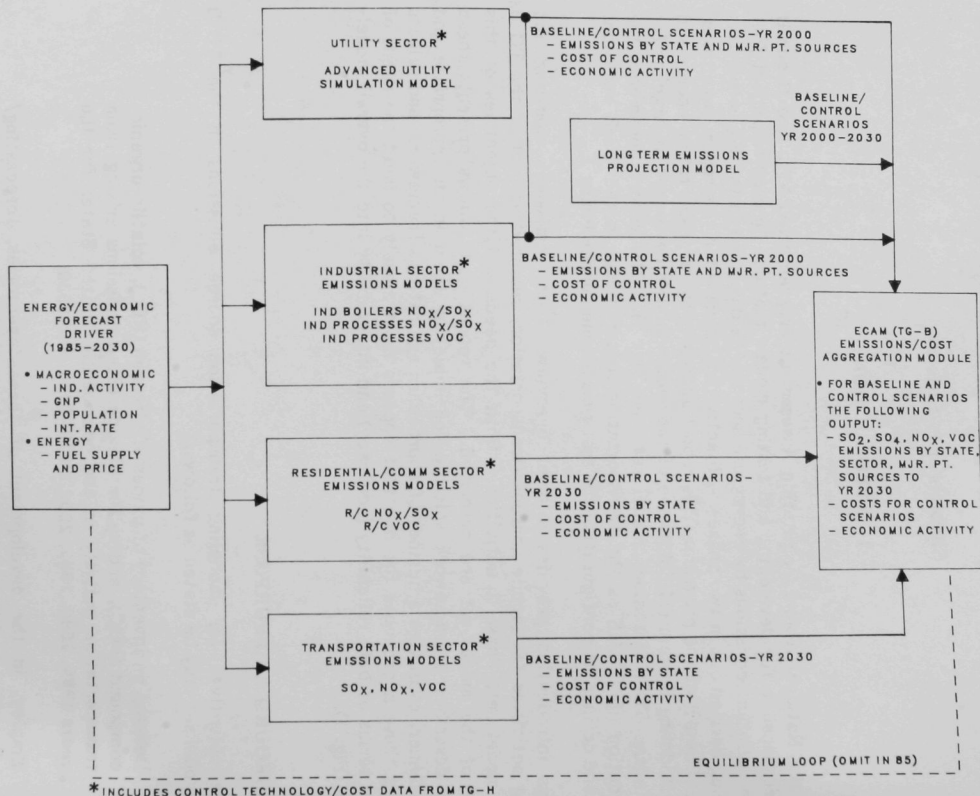 UTILITY SECTOR*
ADVANCED UTILITY
SIMULATION MODEL
BASELINE/CONTROL SCENARIOS-YR 2000
- EMISSIONS BY STATE AND MJR. PT. SOURCES
- COST OF CONTROL
- ECONOMIC ACTIVITY
BASELINE/
CONTROL
SCENARIOS
YR 2000-2030
LONG TERM EMISSIONS
PROJECTION MODEL
INDUSTRIAL SECTOR*
EMISSIONS MODELS
IND BOILERS NOX/SOX
IND PROCESSES NOX/SOX
IND PROCESSES VOC
BASELINE/CONTROL SCENARIOS-YR 2000
- EMISSIONS BY STATE AND MJR. PT. SOURCES
- COST OF CONTROL
- ECONOMIC ACTIVITY
ENERGY/ECONOMIC
FORECAST
DRIVER
(1985-2030)
• MACROECONOMIC
- IND. ACTIVITY
- GNP
- POPULATION
- INT. RATE
• ENERGY
- FUEL SUPPLY
AND PRICE
ECAM (TG-B)
EMISSIONS/COST
AGGREGATION MODULE
• FOR BASELINE AND
CONTROL SCENARIOS
THE FOLLOWING
OUTPUT:
- SO2, SO4, NOX, VOC
EMISSIONS BY STATE,
SECTOR, MJR. PT.
SOURCES TO
YR 2030
- COSTS FOR CONTROL
SCENARIOS
- ECONOMIC ACTIVITY
RESIDENTIAL/COMM SECTOR*
EMISSIONS MODELS
R/C NOX/SOX
R/C VOC
BASELINE/CONTROL SCENARIOS-
YR 2030
- EMISSIONS BY STATE
- COST OF CONTROL
- ECONOMIC ACTIVITY
TRANSPORTATION SECTOR*
EMISSIONS MODELS
SOX, NOX, VOC
BASELINE/CONTROL SCENARIOS-YR 2030
- EMISSIONS BY STATE
- COST OF CONTROL
- ECONOMIC ACTIVITY
EQUILIBRIUM LOOP (OMIT IN 85)
*INCLUDES CONTROL TECHNOLOGY/COST DATA FROM TG-H